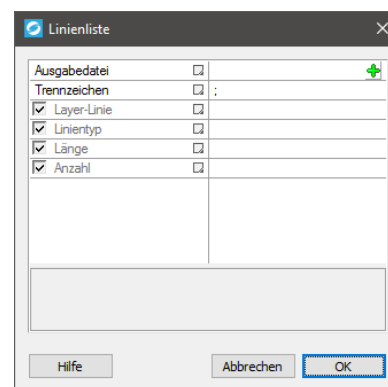 Linienliste
Ausgabedatei
Trennzeichen ;
Layer-Linie
Linientyp
Länge
Anzahl
Hilfe Abbrechen OK